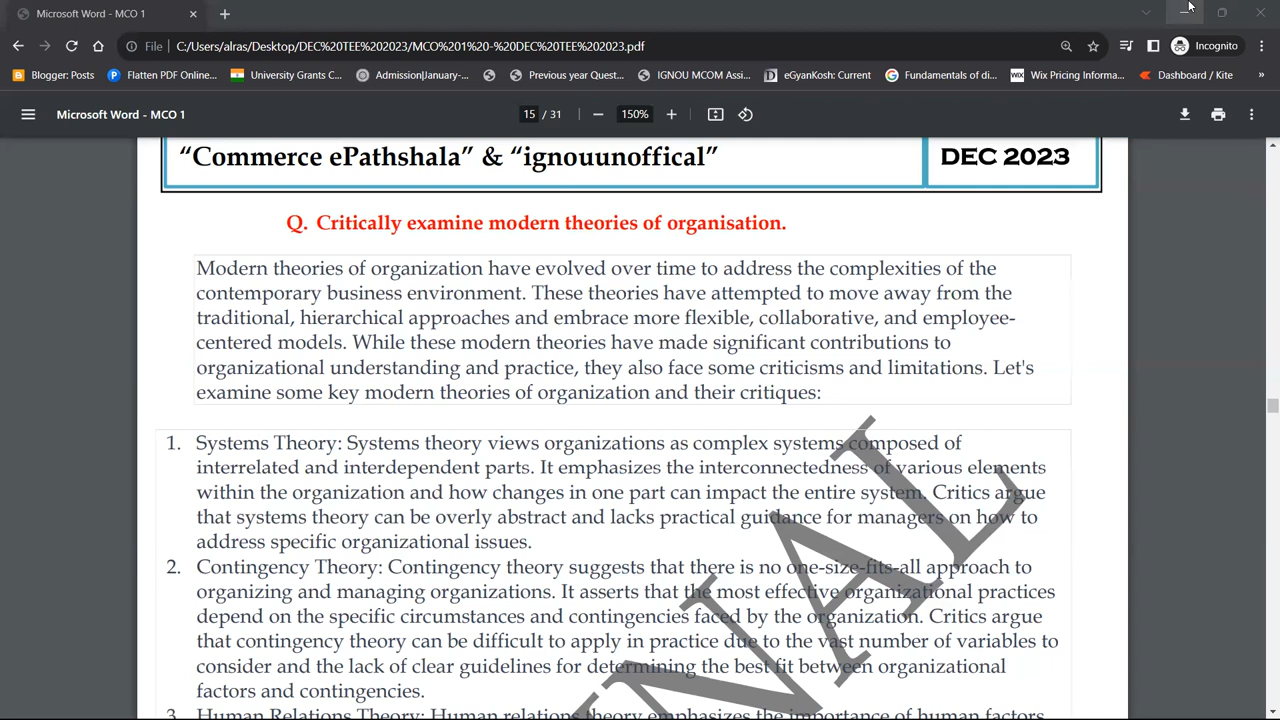 Microsoft Word - MCO 1
Incognito
File C:/Users/alras/Desktop/DEC%20TEE%202023/MCO%201%20-%20DEC%20TEE%202023.pdf
Blogger: Posts Flatten PDF Online... University Grants C... Admission|January-... Previous year Quest... IGNOU MCOM Assi... eGyanKosh: Current Fundamentals of di... Wix Pricing Informa... Dashboard / Kite »
Microsoft Word - MCO 1 15 / 31 150%
“Commerce ePathshala” & “ignouunoffical” DEC 2023
Q. Critically examine modern theories of organisation.
Modern theories of organization have evolved over time to address the complexities of the
contemporary business environment. These theories have attempted to move away from the
traditional, hierarchical approaches and embrace more flexible, collaborative, and employee-
centered models. While these modern theories have made significant contributions to
organizational understanding and practice, they also face some criticisms and limitations. Let's
examine some key modern theories of organization and their critiques:
1. Systems Theory: Systems theory views organizations as complex systems composed of
interrelated and interdependent parts. It emphasizes the interconnectedness of various elements
within the organization and how changes in one part can impact the entire system. Critics argue
that systems theory can be overly abstract and lacks practical guidance for managers on how to
address specific organizational issues.
2. Contingency Theory: Contingency theory suggests that there is no one-size-fits-all approach to
organizing and managing organizations. It asserts that the most effective organizational practices
depend on the specific circumstances and contingencies faced by the organization. Critics argue
that contingency theory can be difficult to apply in practice due to the vast number of variables to
consider and the lack of clear guidelines for determining the best fit between organizational
factors and contingencies.
3. Human Relations Theory: Human relations theory emphasizes the importance of human factors
NAL